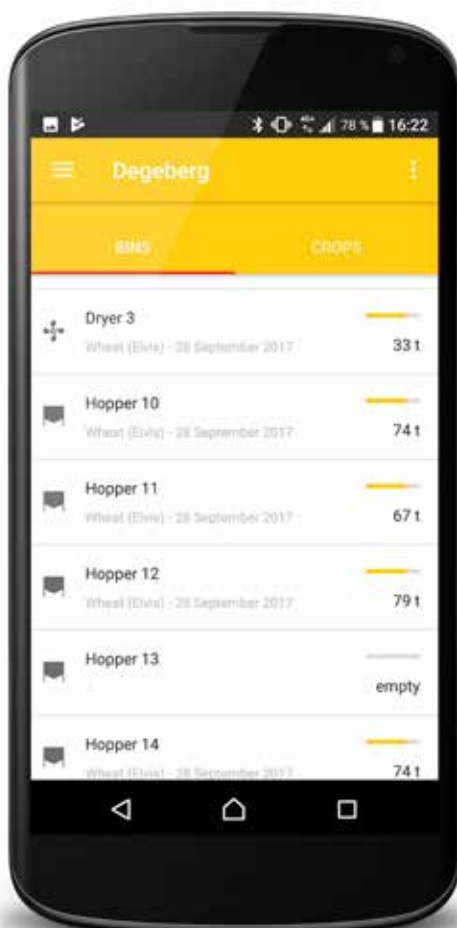 4G+ 78 % 16:22
Degeberg
BINS CROPS
Dryer 3
Wheat (Elvis) - 28 September 2017 33 t
Hopper 10
Wheat (Elvis) - 28 September 2017 74 t
Hopper 11
Wheat (Elvis) - 28 September 2017 67 t
Hopper 12
Wheat (Elvis) - 28 September 2017 79 t
Hopper 13
empty
Hopper 14
Wheat (Elvis) - 28 September 2017 74 t